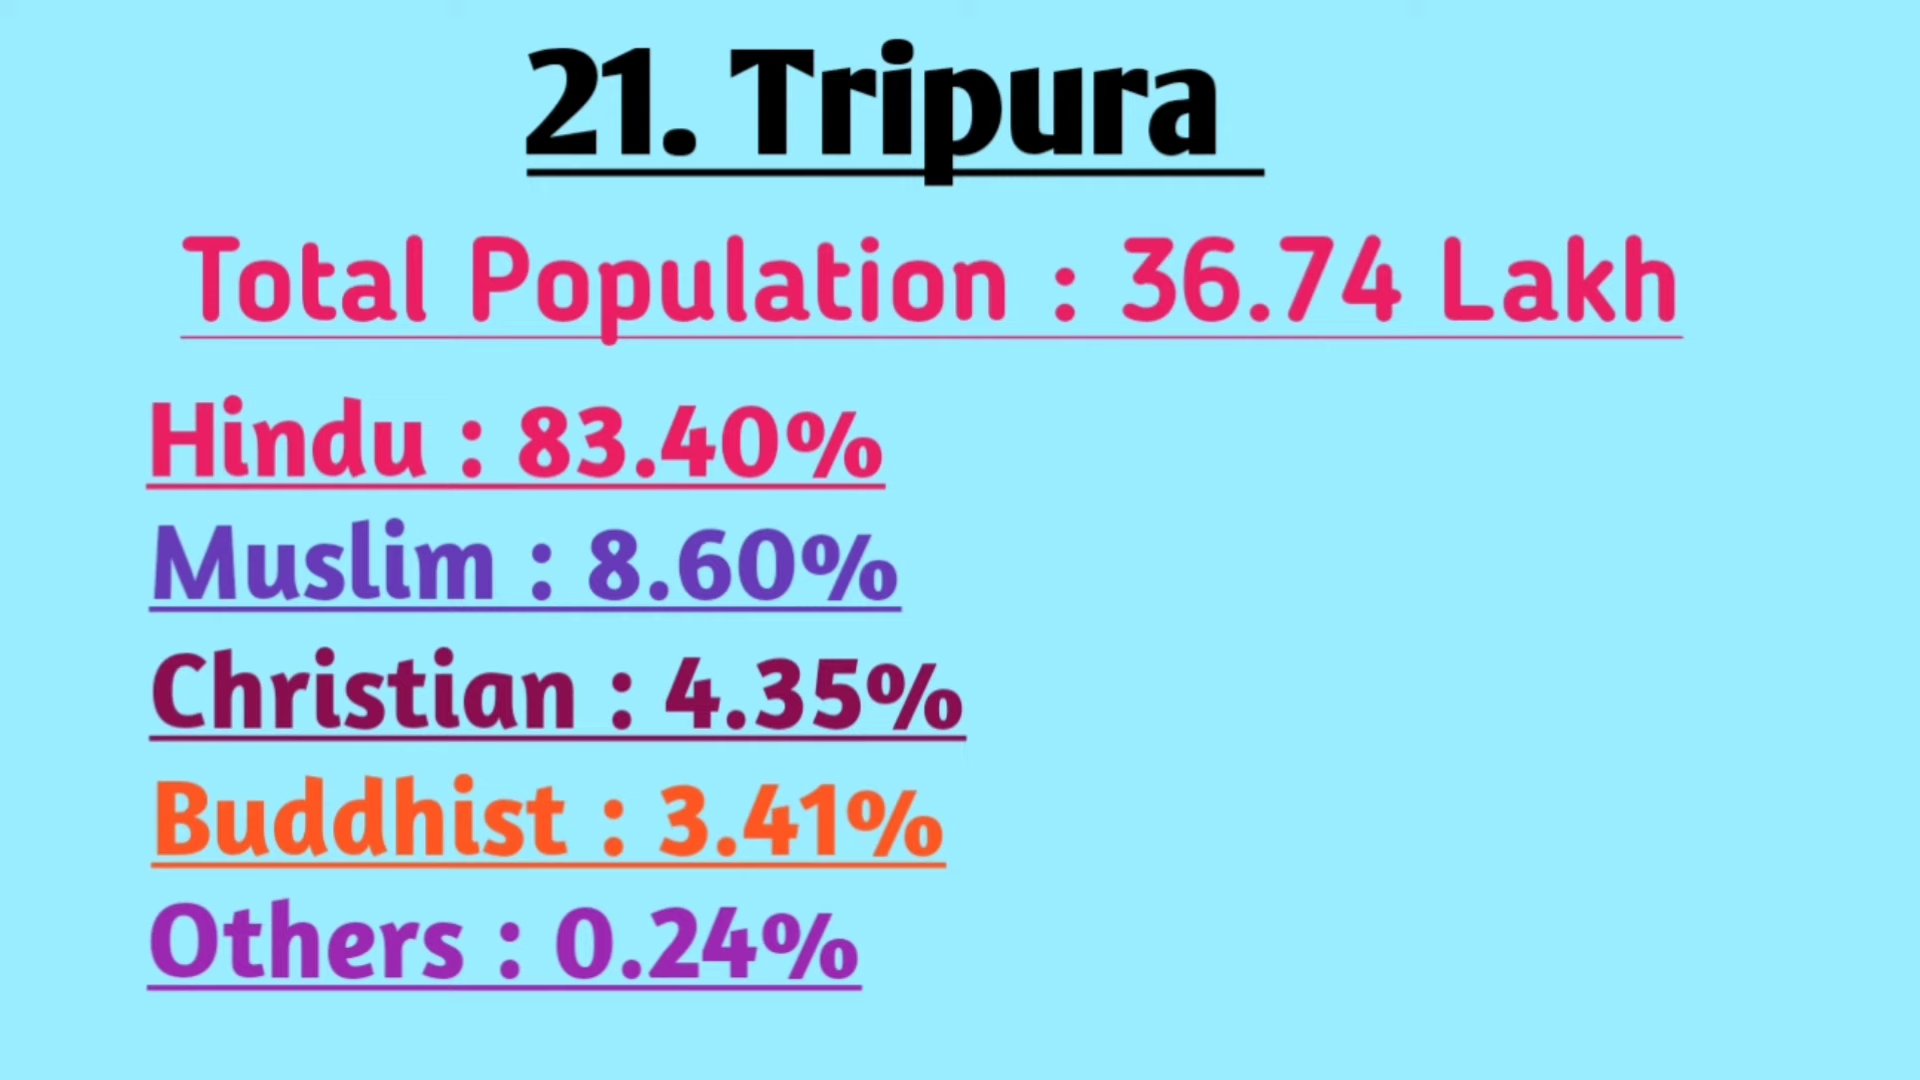 21. Tripura
Total Population : 36.74 Lakh
Hindu : 83.40%
Muslim : 8.60%
Christian : 4.35%
Buddhist : 3.41%
Others : 0.24%